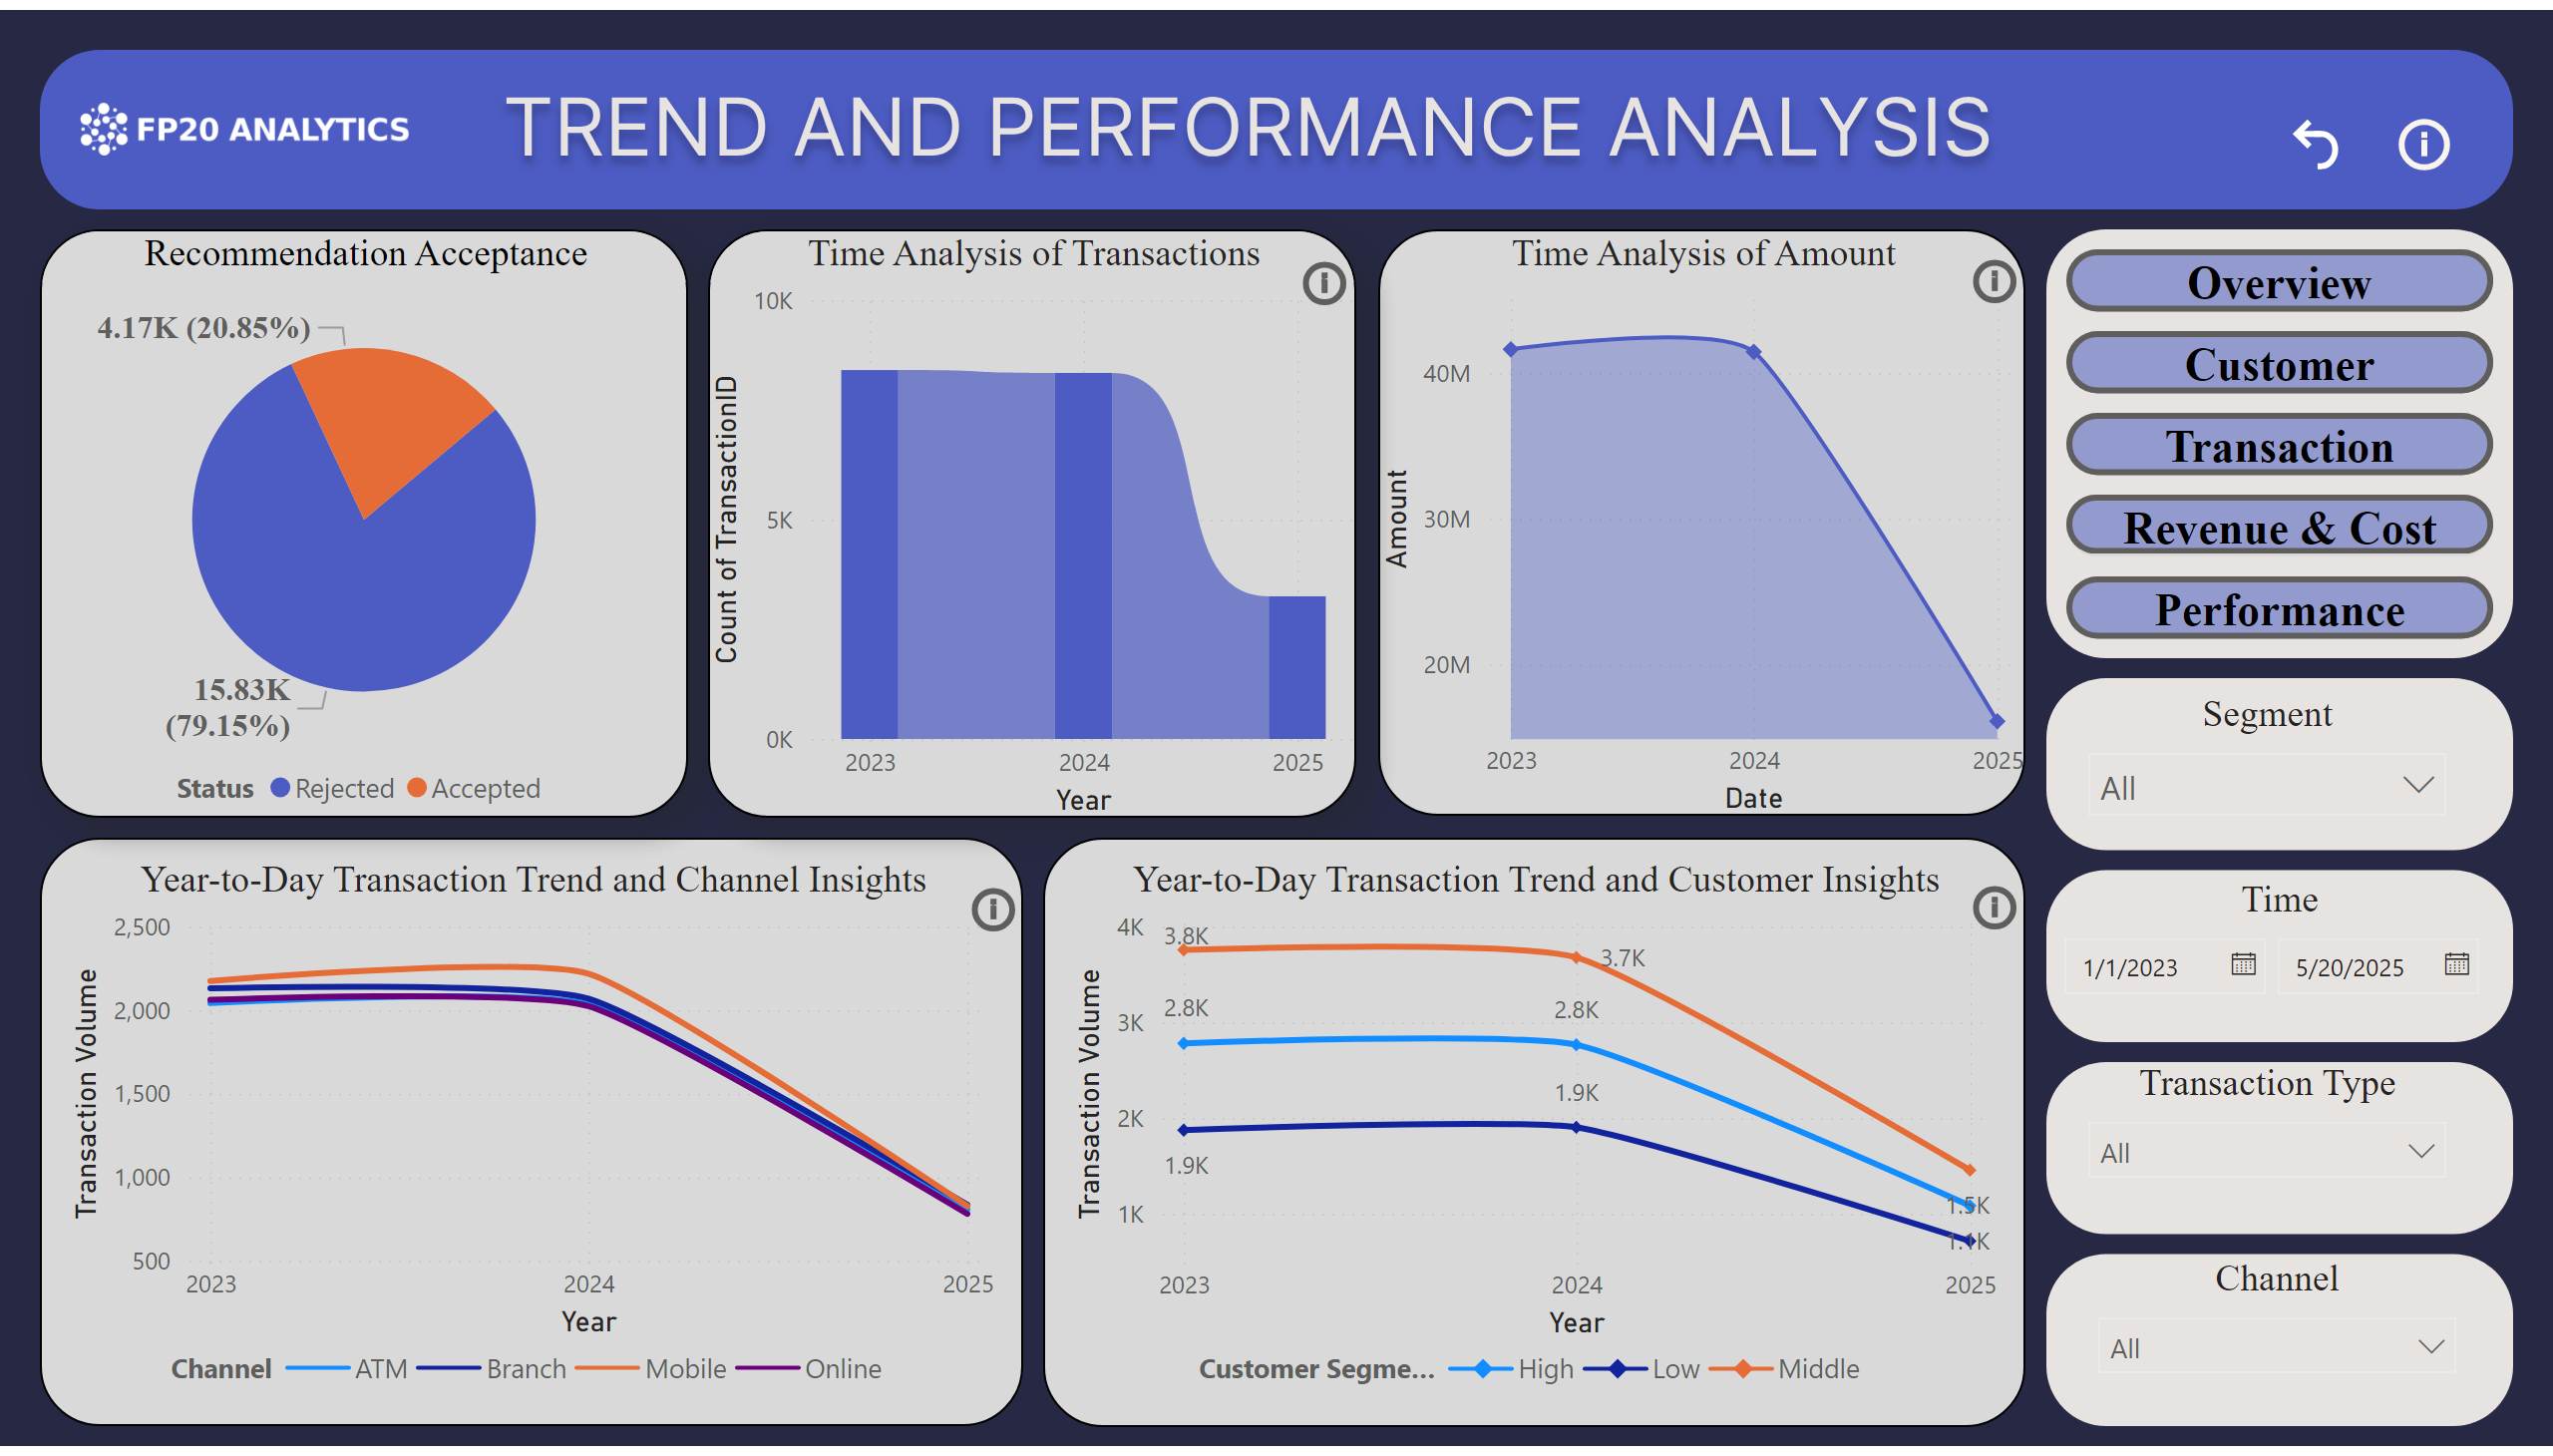 FP20 ANALYTICS
TREND AND PERFORMANCE ANALYSIS
Recommendation Acceptance
4.17K (20.85%)
15.83K
(79.15%)
Status Rejected Accepted
Time Analysis of Transactions
Count of TransactionID
10K
5K
0K
2023 2024 2025
Year
Time Analysis of Amount
Amount
40M
30M
20M
2023 2024 2025
Date
Overview
Customer
Transaction
Revenue & Cost
Performance
Segment
All
Time
1/1/2023 5/20/2025
Transaction Type
All
Channel
All
Year-to-Day Transaction Trend and Channel Insights
Transaction Volume
2,500
2,000
1,500
1,000
500
2023 2024 2025
Year
Channel ATM Branch Mobile Online
Year-to-Day Transaction Trend and Customer Insights
Transaction Volume
4K
3K
2K
1K
3.8K
3.7K
2.8K
2.8K
1.9K
1.9K
1.5K
1.1K
2023 2024 2025
Year
Customer Segme... High Low Middle